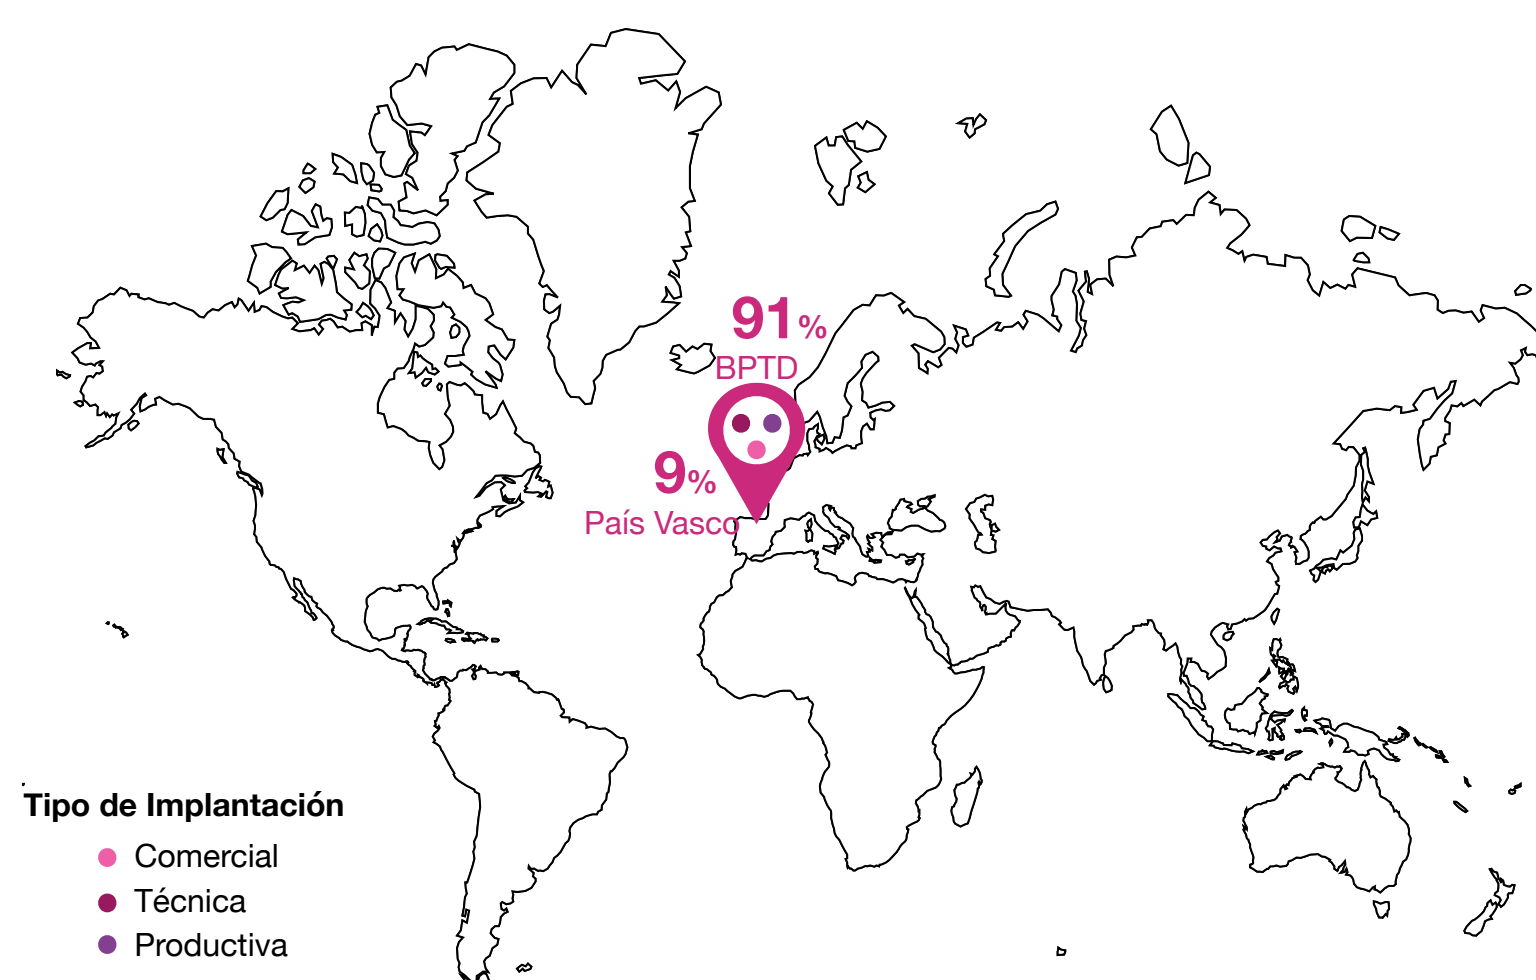 91%
BPTD
9%
País Vasco
Tipo de Implantación
Comercial
Técnica
Productiva